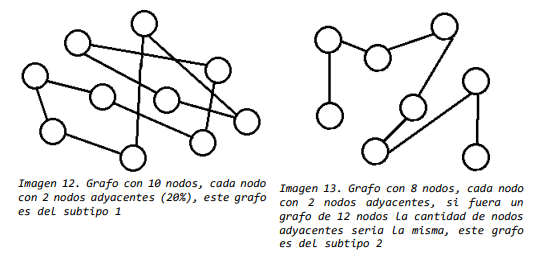 Imagen 12. Grafo con 10 nodos, cada nodo
con 2 nodos adyacentes (20%), este grafo
es del subtipo 1
Imagen 13. Grafo con 8 nodos, cada nodo
con 2 nodos adyacentes, si fuera un
grafo de 12 nodos la cantidad de nodos
adyacentes seria la misma, este grafo
es del subtipo 2